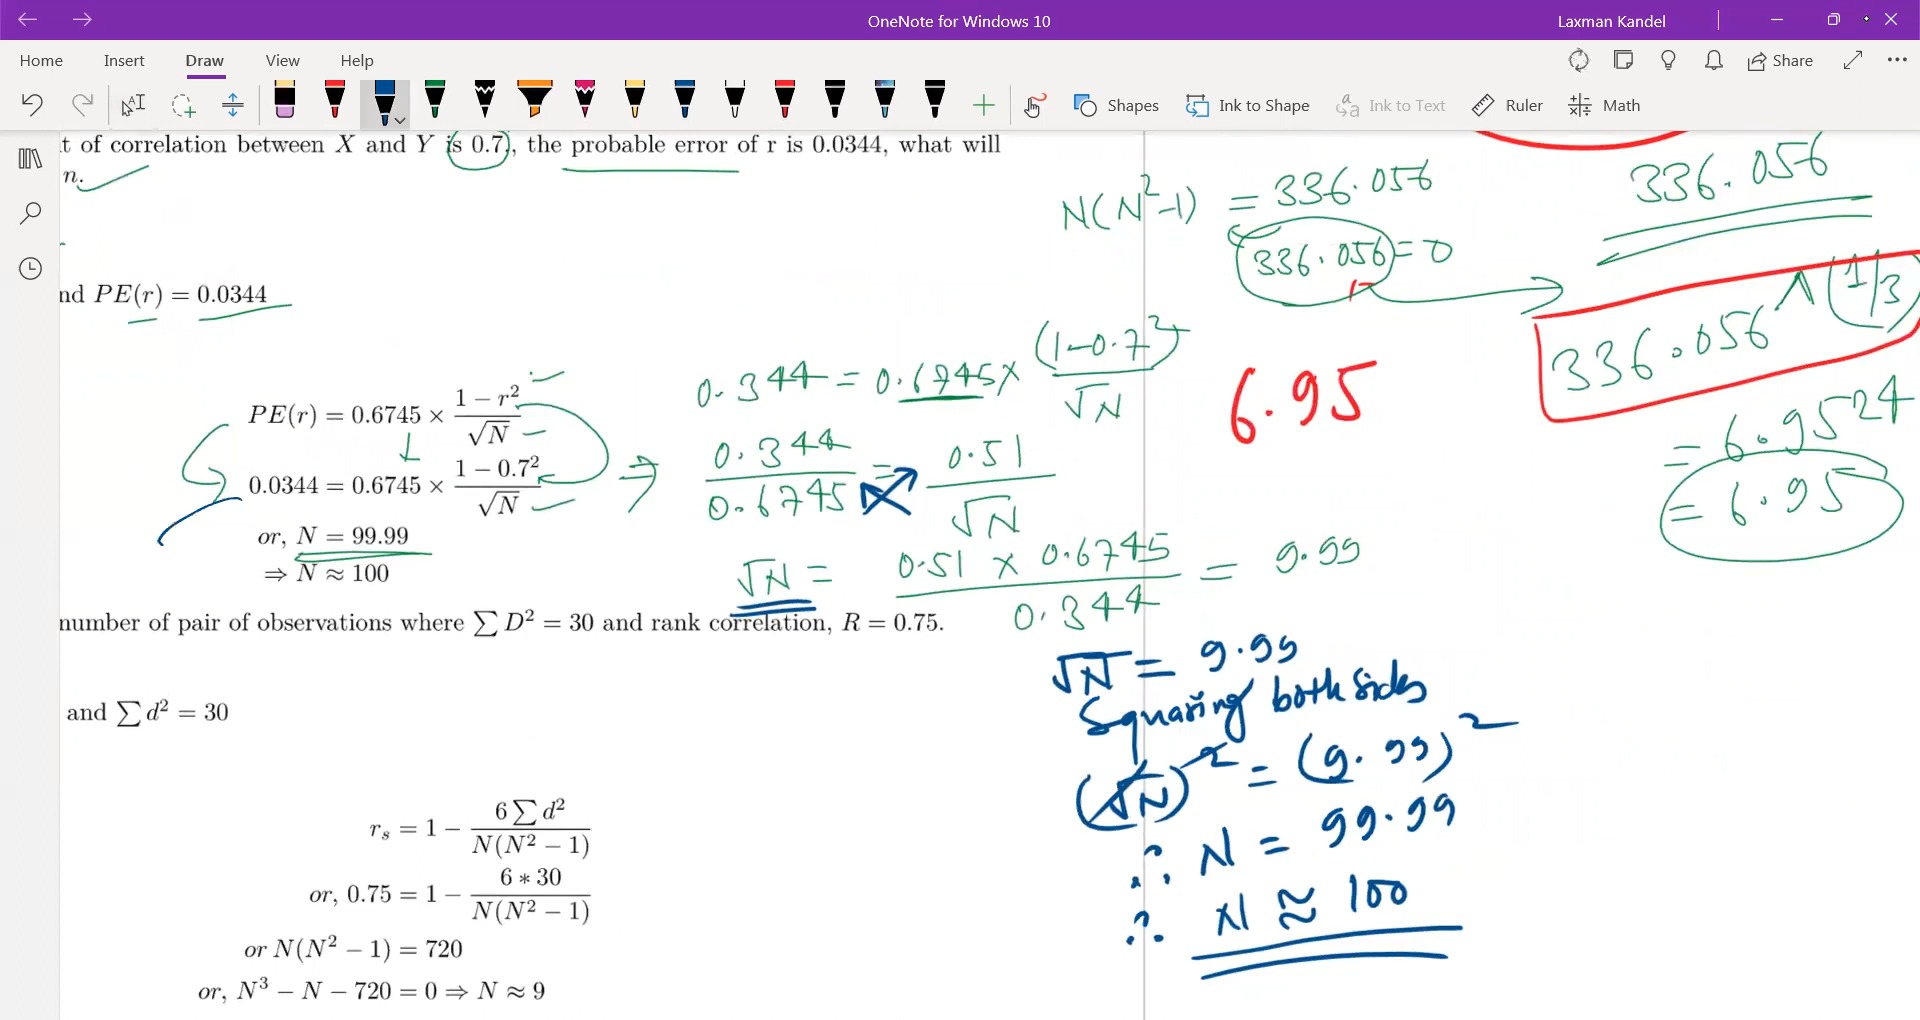 OneNote for Windows 10
Laxman Kandel
Home Insert Draw View Help
Share
Shapes Ink to Shape Ink to Text Ruler Math
t of correlation between X and Y is 0.7, the probable error of r is 0.0344, what will
n.
nd PE(r) = 0.0344
PE(r) = 0.6745 × (1 − r²)/√N
0.0344 = 0.6745 × (1 − 0.7²)/√N
or, N = 99.99
⇒ N ≈ 100
number of pair of observations where ∑ D² = 30 and rank correlation, R = 0.75.
and ∑ d² = 30
rₛ = 1 − 6 ∑ d²/N(N² − 1)
or, 0.75 = 1 − 6 ∗ 30/N(N² − 1)
or N(N² − 1) = 720
or, N³ − N − 720 = 0 ⇒ N ≈ 9
0.344 = 0.6745 × (1-0.7²)/√N
0.344/0.6745 = 0.51/√N
√N = 0.51 × 0.6745/0.344 = 9.99
√N = 9.99
Squaring both sides
(√N)² = (9.99)²
∴ N = 99.99
∴ N ≈ 100
N(N²-1) = 336.056
336.056 = 0
6.95
336.056
336.056 ^ (1/3)
= 6.9524
= 6.95